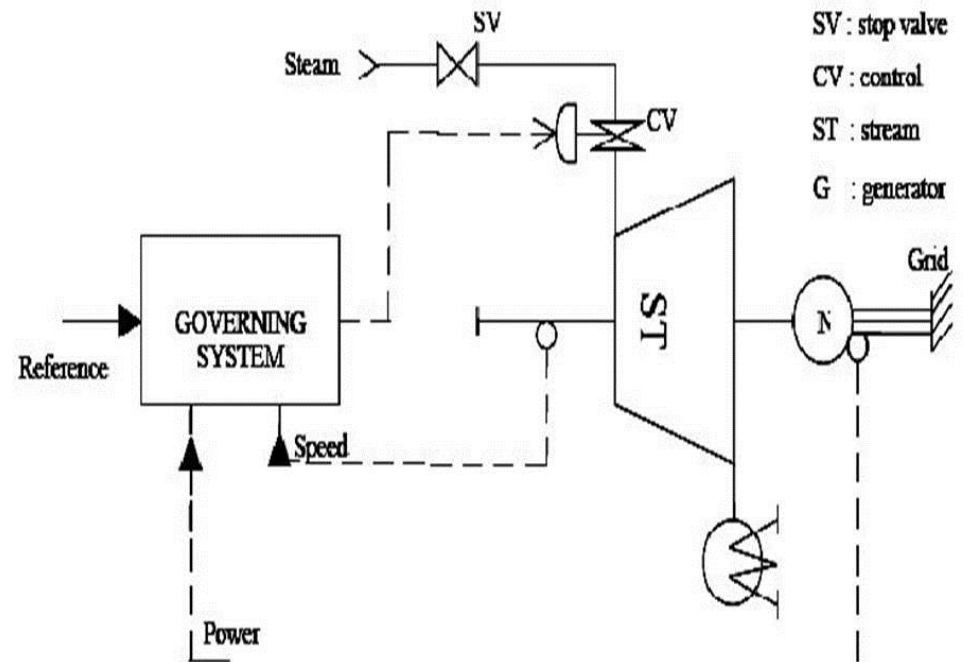 SV
SV : stop valve
Steam
CV : control
CV
ST : stream
G : generator
Grid
ST
N
GOVERNING
SYSTEM
Reference
Speed
Power